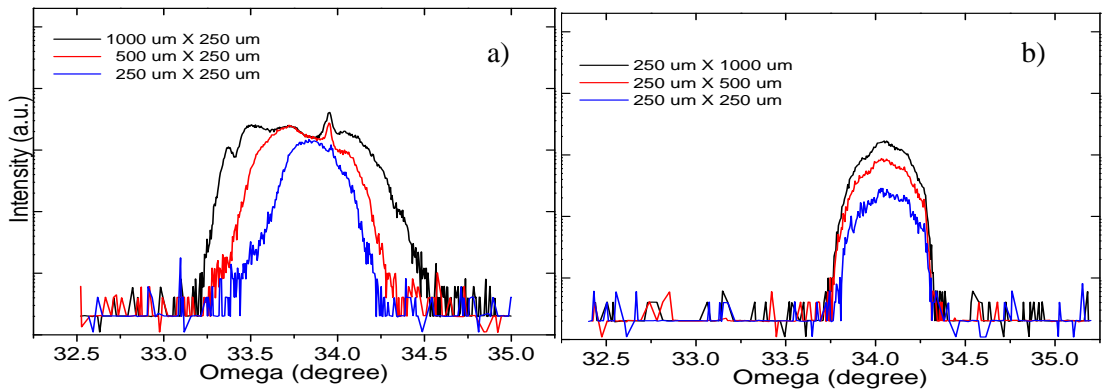 1000 um X 250 um
500 um X 250 um
250 um X 250 um
a)
Intensity (a.u.)
32.5 33.0 33.5 34.0 34.5 35.0
Omega (degree)
250 um X 1000 um
250 um X 500 um
250 um X 250 um
b)
32.5 33.0 33.5 34.0 34.5 35.0
Omega (degree)